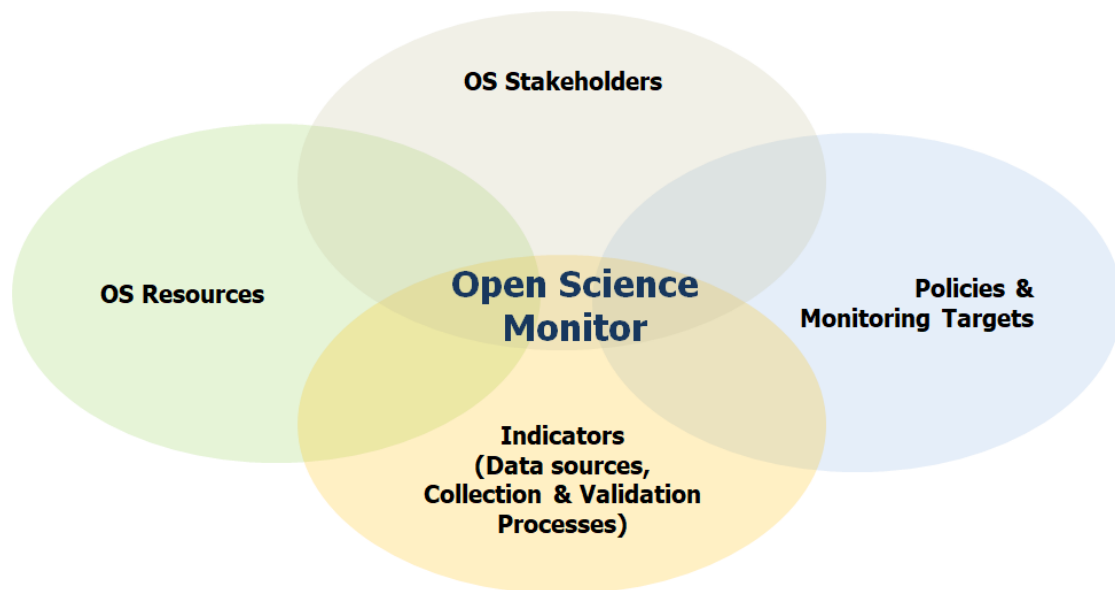 OS Stakeholders
OS Resources
Open Science
Monitor
Policies &
Monitoring Targets
Indicators
(Data sources,
Collection & Validation
Processes)